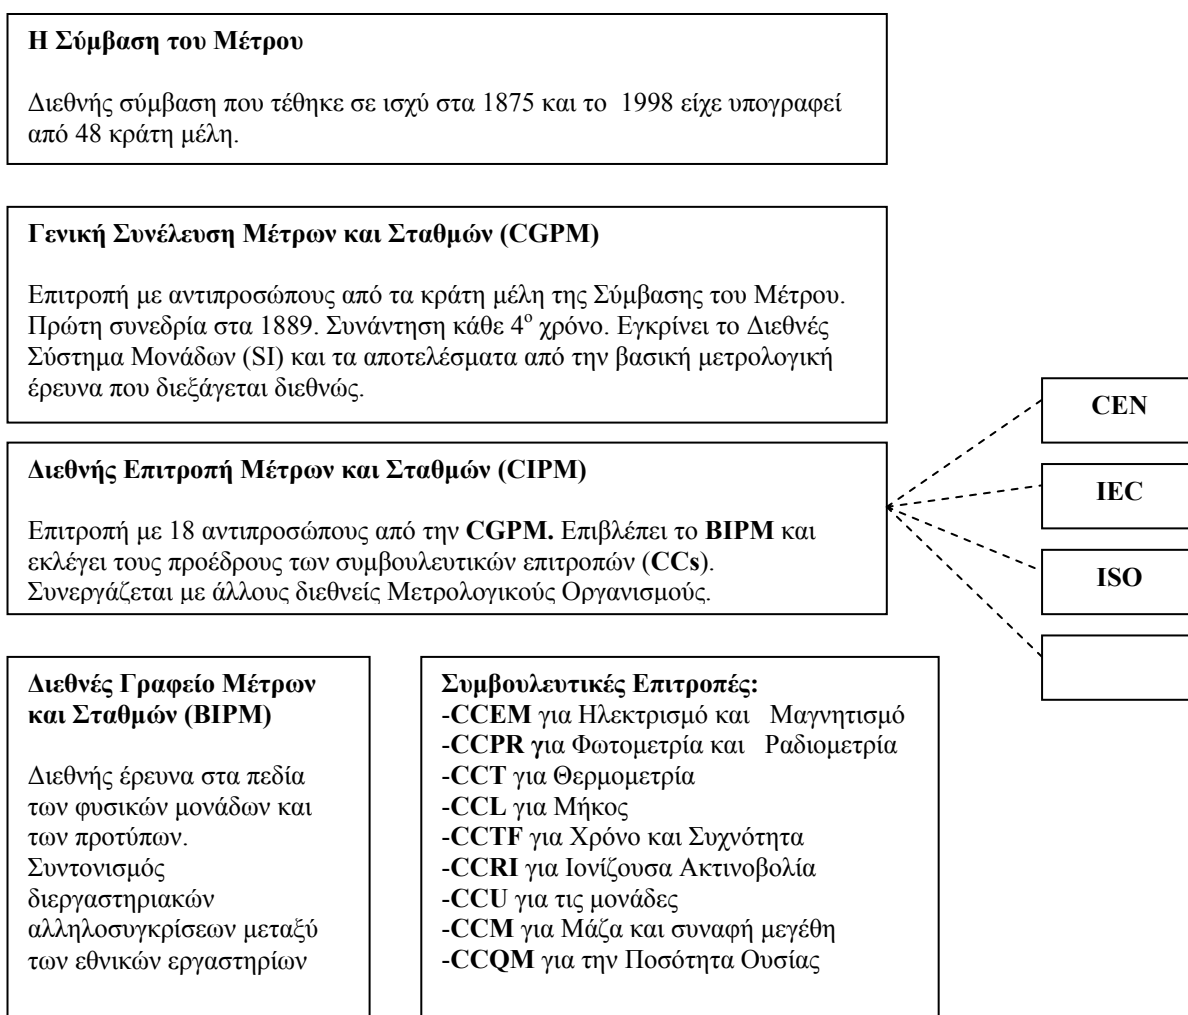 Η Σύμβαση του Μέτρου
Διεθνής σύμβαση που τέθηκε σε ισχύ στα 1875 και το 1998 είχε υπογραφεί
από 48 κράτη μέλη.
Γενική Συνέλευση Μέτρων και Σταθμών (CGPM)
Επιτροπή με αντιπροσώπους από τα κράτη μέλη της Σύμβασης του Μέτρου.
Πρώτη συνεδρία στα 1889. Συνάντηση κάθε 4ο χρόνο. Εγκρίνει το Διεθνές
Σύστημα Μονάδων (SI) και τα αποτελέσματα από την βασική μετρολογική
έρευνα που διεξάγεται διεθνώς.
Διεθνής Επιτροπή Μέτρων και Σταθμών (CIPM)
Επιτροπή με 18 αντιπροσώπους από την CGPM. Επιβλέπει το BIPM και
εκλέγει τους προέδρους των συμβουλευτικών επιτροπών (CCs).
Συνεργάζεται με άλλους διεθνείς Μετρολογικούς Οργανισμούς.
CEN
IEC
ISO
Διεθνές Γραφείο Μέτρων
και Σταθμών (BIPM)
Διεθνής έρευνα στα πεδία
των φυσικών μονάδων και
των προτύπων.
Συντονισμός
διεργαστηριακών
αλληλοσυγκρίσεων μεταξύ
των εθνικών εργαστηρίων
Συμβουλευτικές Επιτροπές:
-CCEM για Ηλεκτρισμό και Μαγνητισμό
-CCPR για Φωτομετρία και Ραδιομετρία
-CCT για Θερμομετρία
-CCL για Μήκος
-CCTF για Χρόνο και Συχνότητα
-CCRI για Ιονίζουσα Ακτινοβολία
-CCU για τις μονάδες
-CCM για Μάζα και συναφή μεγέθη
-CCQM για την Ποσότητα Ουσίας